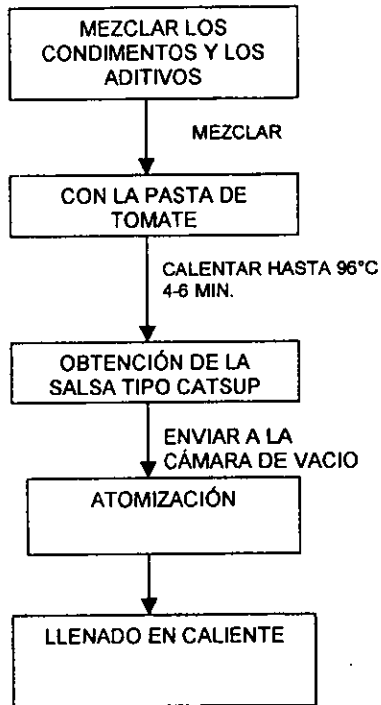 MEZCLAR LOS
CONDIMENTOS Y LOS
ADITIVOS
MEZCLAR
CON LA PASTA DE
TOMATE
CALENTAR HASTA 96°C
4-6 MIN.
OBTENCIÓN DE LA
SALSA TIPO CATSUP
ENVIAR A LA
CÁMARA DE VACIO
ATOMIZACIÓN
LLENADO EN CALIENTE